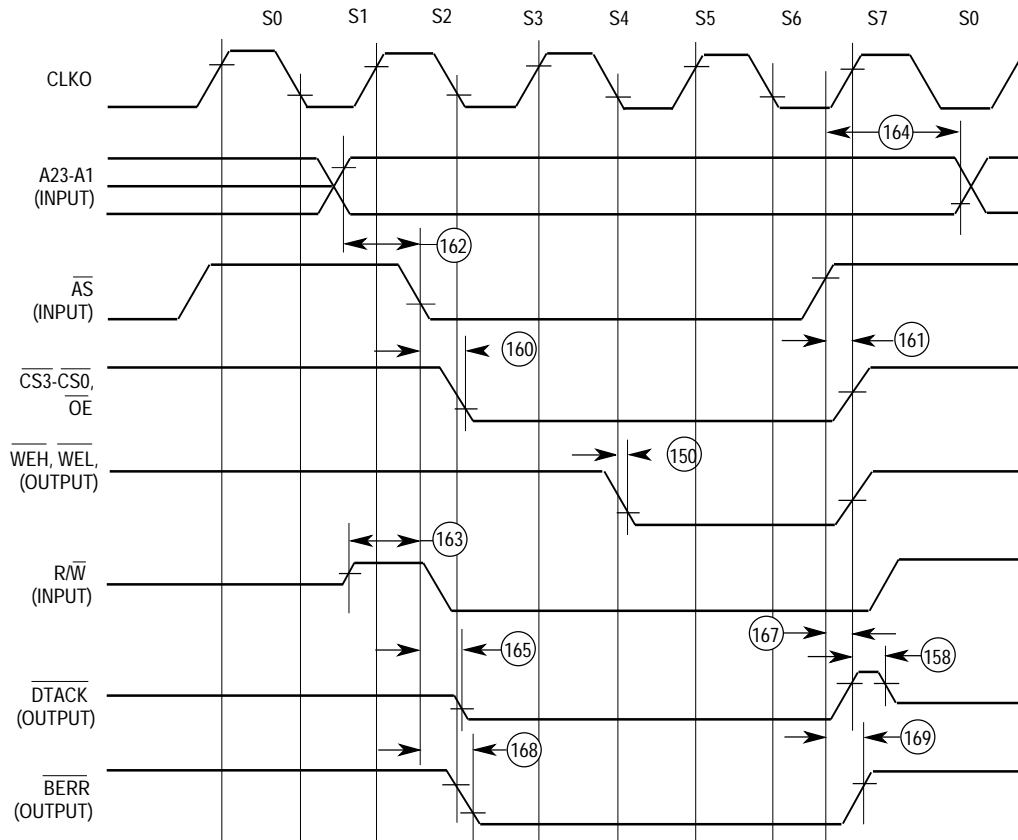 S0 S1 S2 S3 S4 S5 S6 S7 S0
CLKO
164
A23-A1
(INPUT)
162
AS
(INPUT)
160
161
CS3-CS0,
OE
150
WEH, WEL,
(OUTPUT)
163
R/W
(INPUT)
167
165
158
DTACK
(OUTPUT)
168
169
BERR
(OUTPUT)